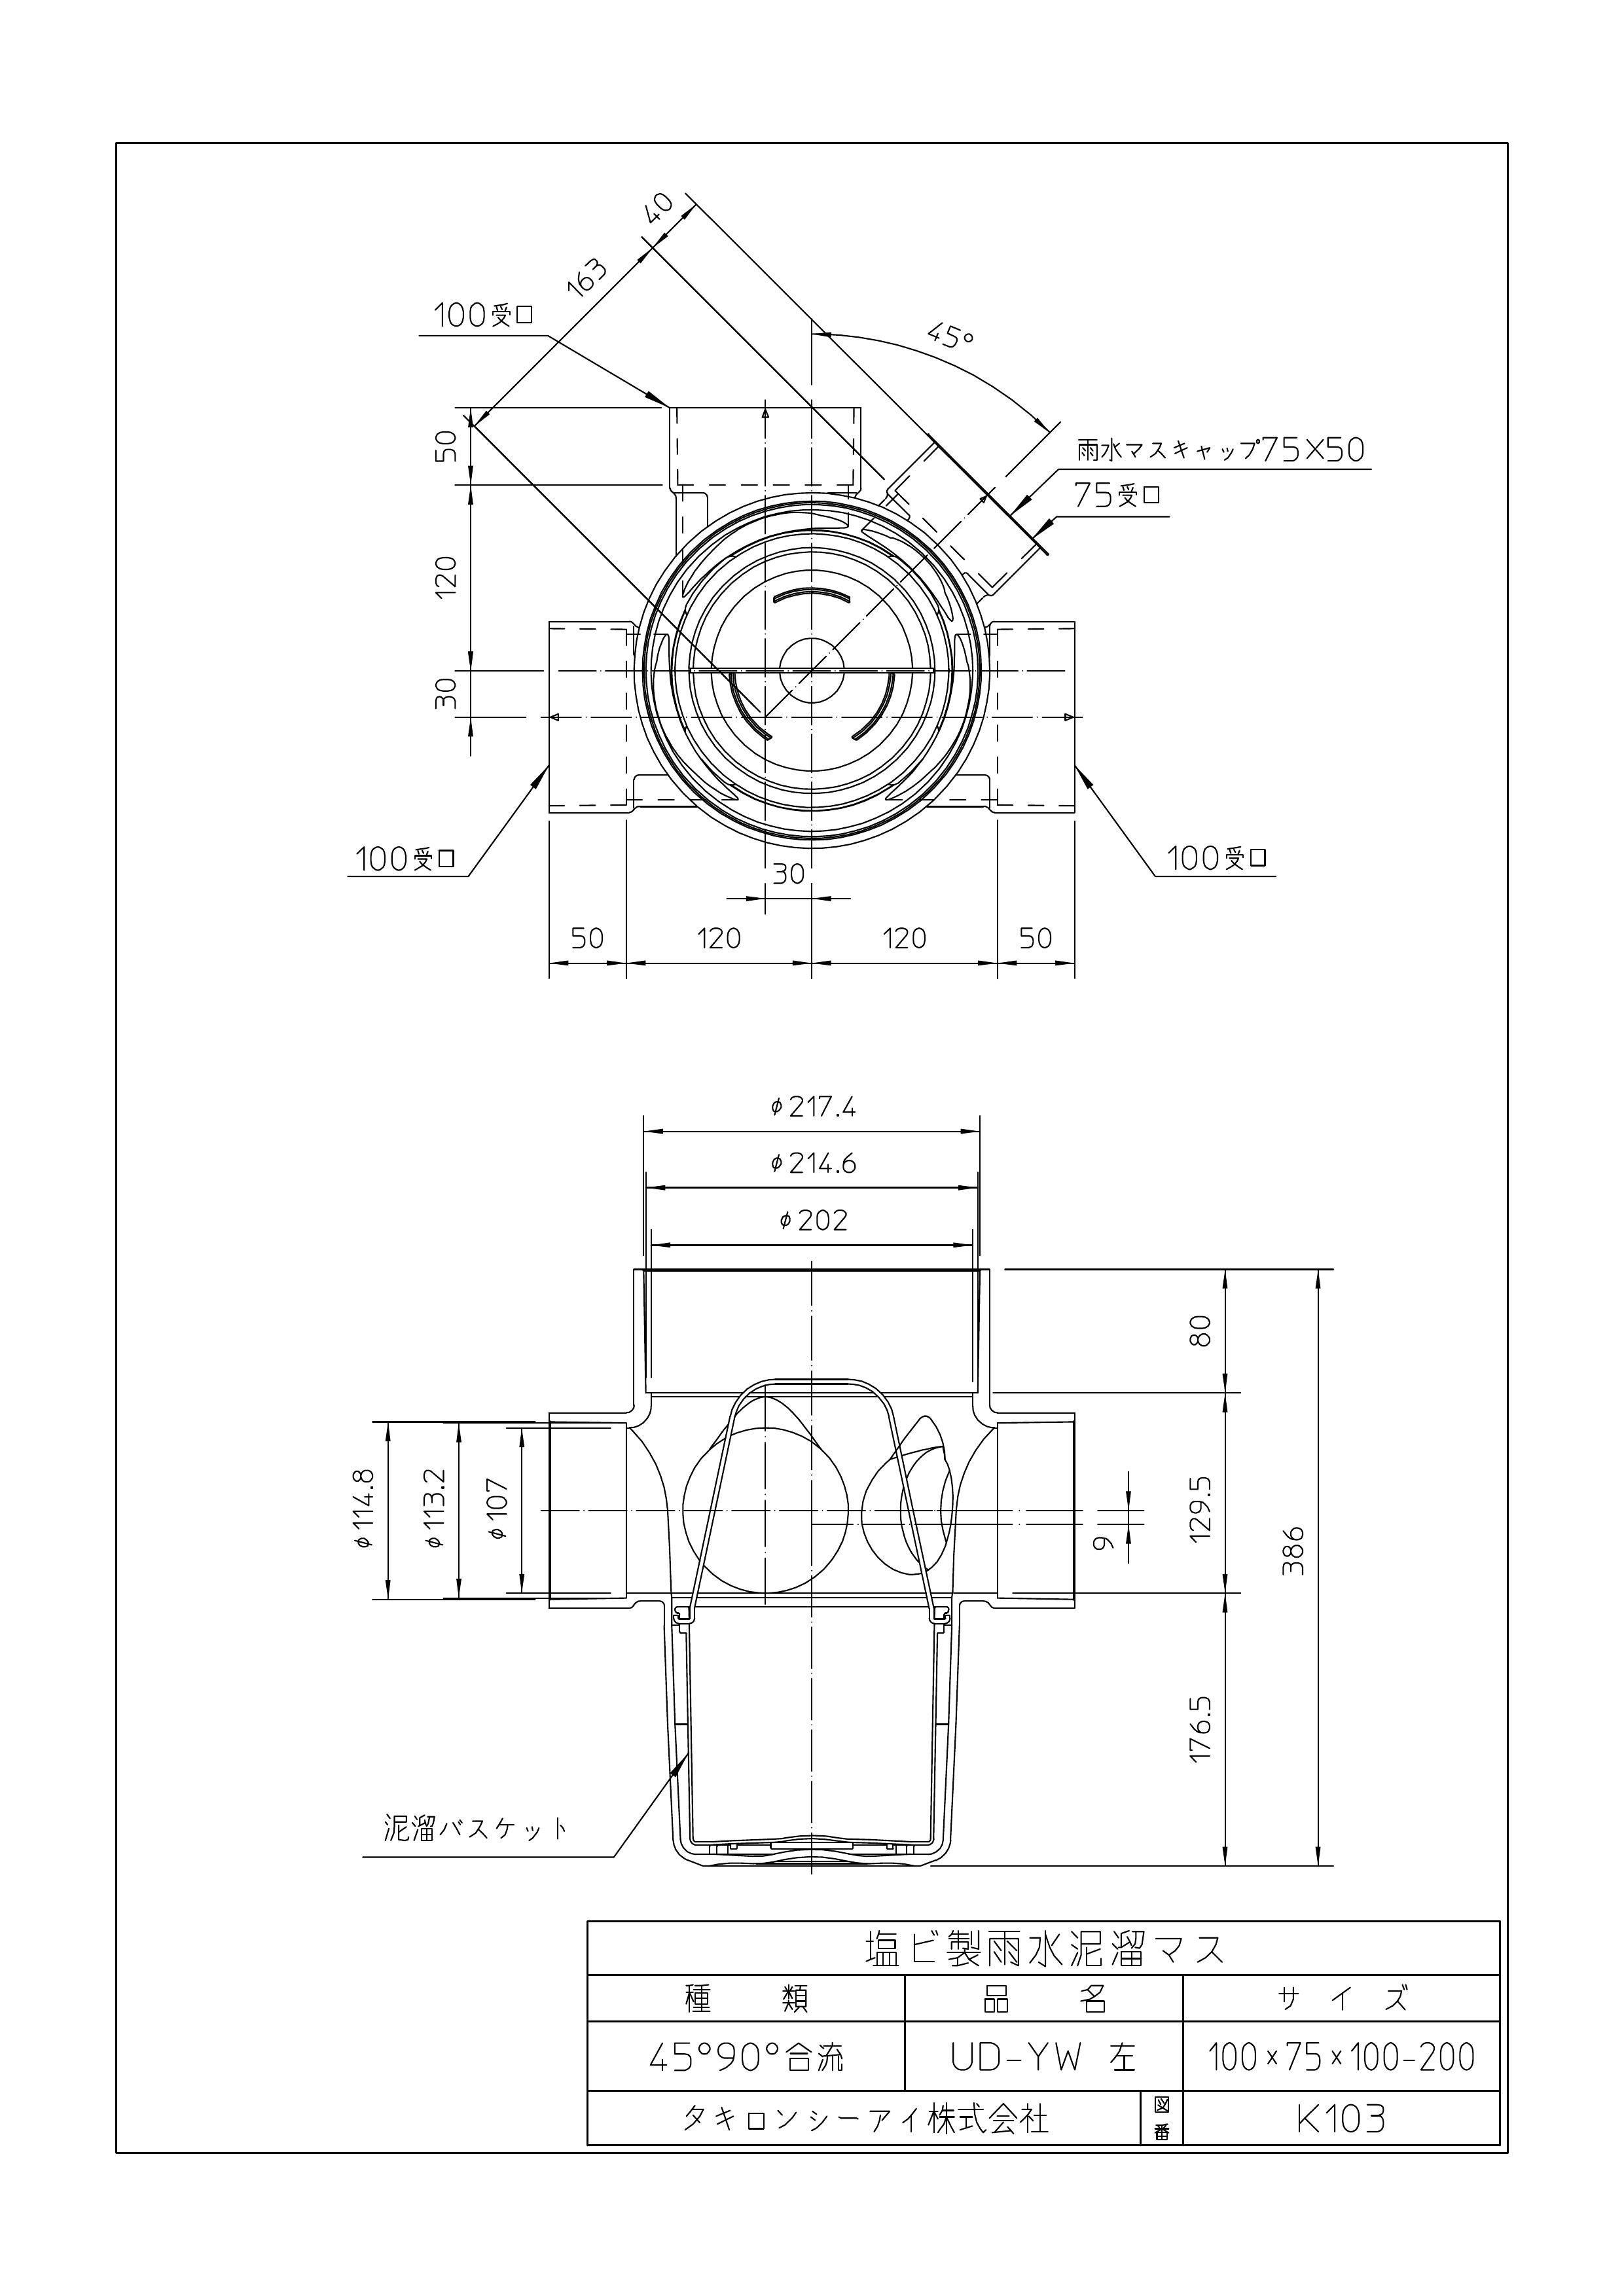 40
163
100受口
45°
50
雨水マスキャップ75×50
75受口
120
30
100受口
100受口
30
50
120
120
50
φ217.4
φ214.6
φ202
80
φ114.8
φ113.2
φ107
129.5
9
386
176.5
泥溜バスケット
塩ビ製雨水泥溜マス
種 類
品 名
サ イ ズ
45°90°合流
UD-YW 左
100×75×100-200
タキロンシーアイ株式会社
図番
K103